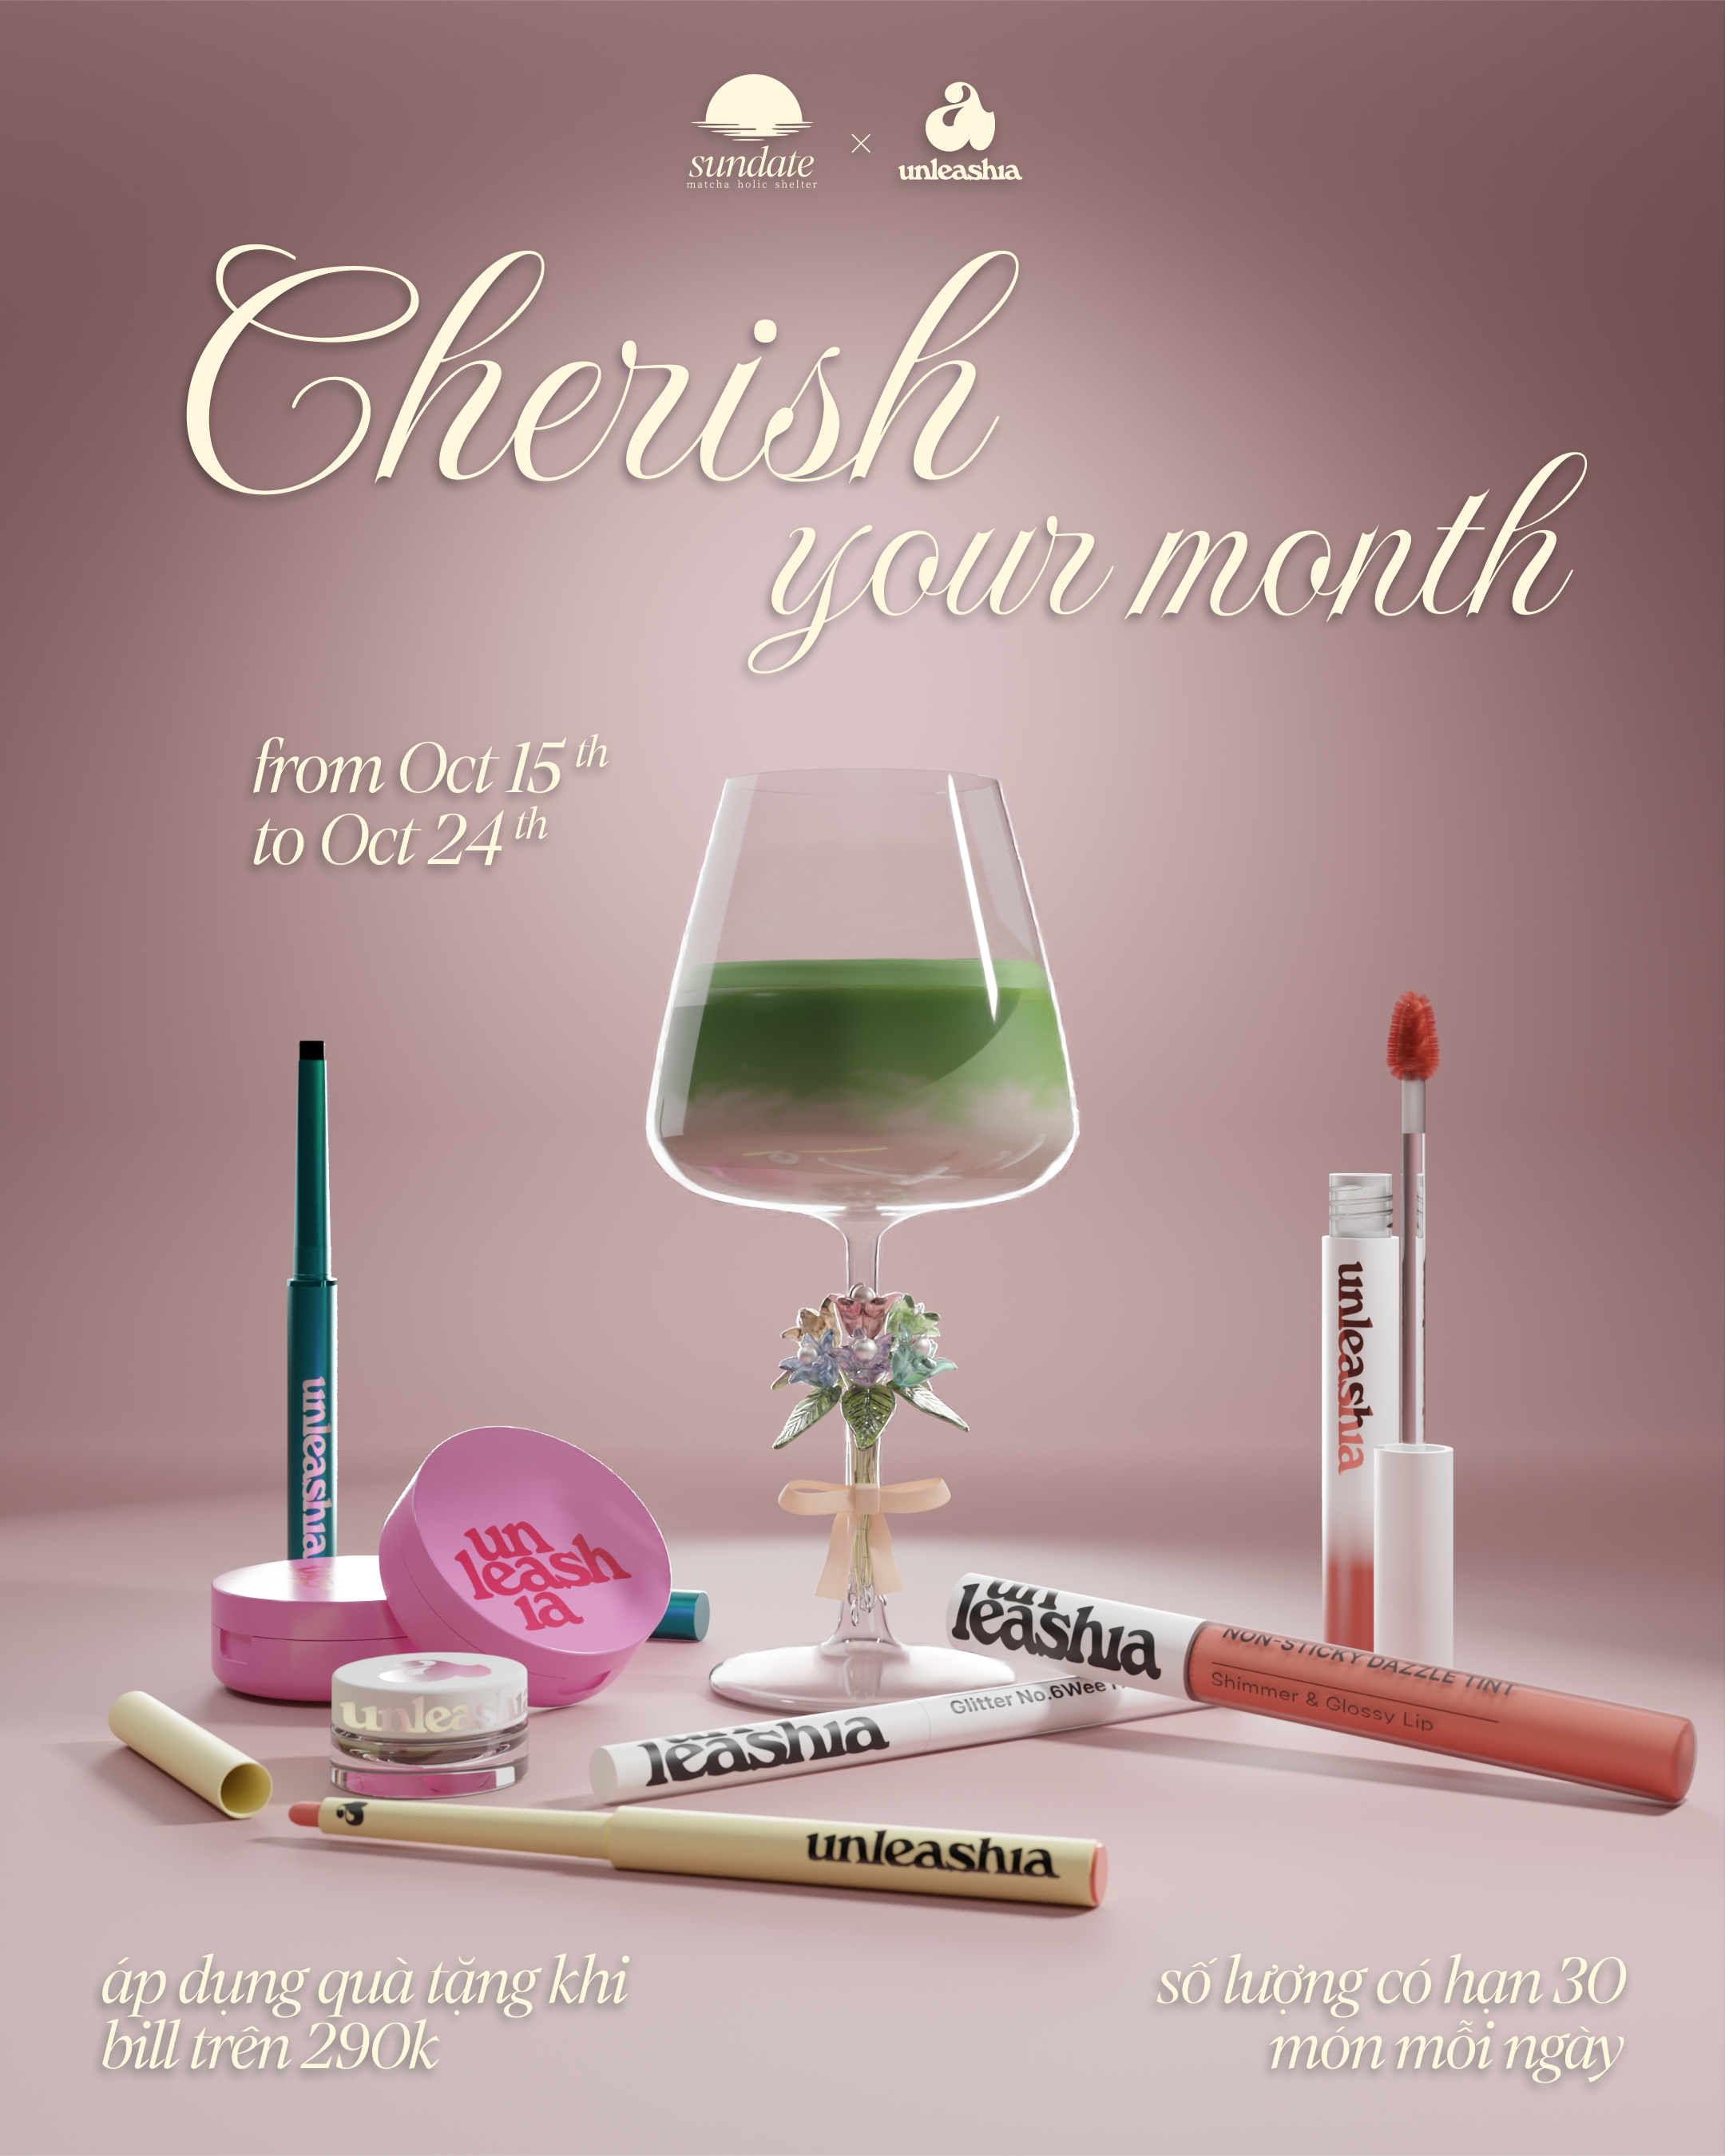 sundate
matcha holic shelter
×
unleashia
Cherish
your month
from Oct 15th
to Oct 24th
unleashia
unleashia
un
leash
ia
unleashia
un
leashia
NON-STICKY DAZZLE TINT
Shimmer & Glossy Lip
leashia
Glitter No.6Wee
unleashia
áp dụng quà tặng khi
bill trên 290k
số lượng có hạn 30
món mỗi ngày